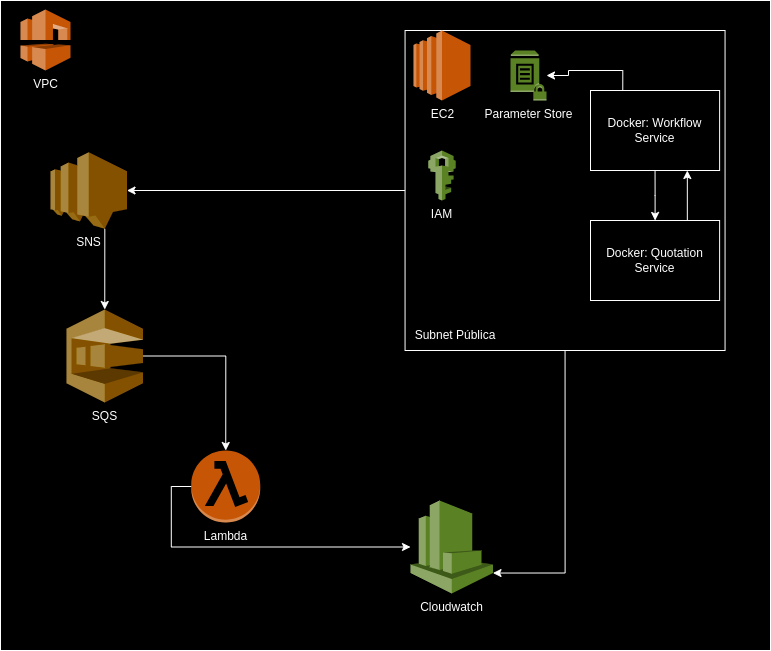 VPC
EC2
Parameter Store
Docker: Workflow
Service
IAM
SNS
Docker: Quotation
Service
Subnet Pública
SQS
Lambda
Cloudwatch